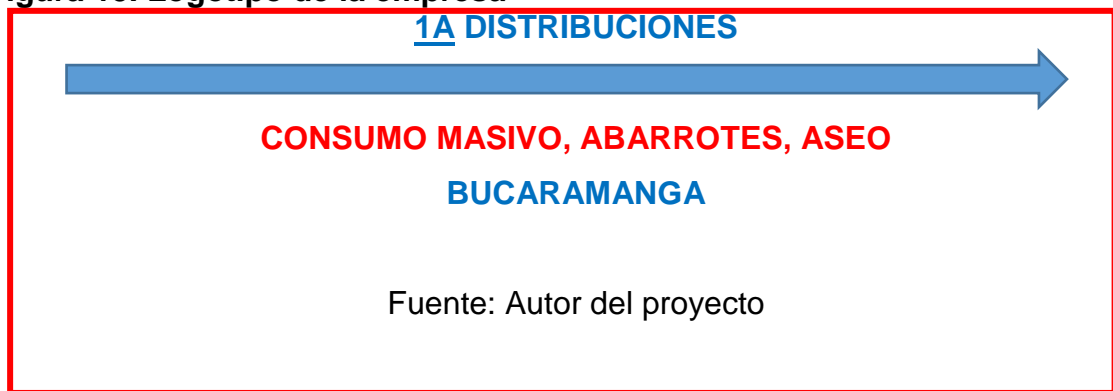 1A DISTRIBUCIONES
CONSUMO MASIVO, ABARROTES, ASEO
BUCARAMANGA
Fuente: Autor del proyecto